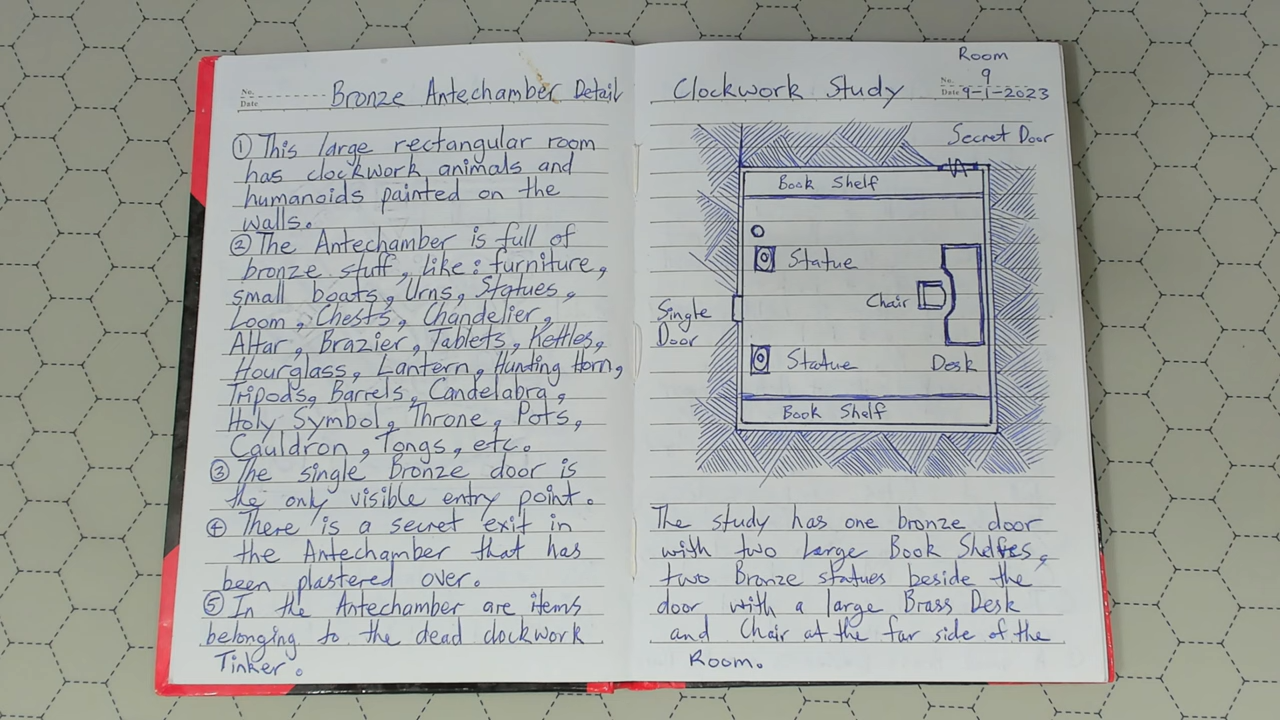 No.
Date
Bronze Antechamber Detail
① This large rectangular room
has clockwork animals and
humanoids painted on the
walls.
② The Antechamber is full of
bronze stuff, like: furniture,
small boats, Urns, Statues,
Loom, Chests, Chandelier,
Altar, Brazier, Tablets, Kettles,
Hourglass, Lantern, Hunting Horn,
Tripods, Barrels, Candelabra,
Holy Symbol, Throne, Pots,
Cauldron, Tongs, etc.
③ The single Bronze door is
the only visible entry point.
④ There is a secret exit in
the Antechamber that has
been plastered over.
⑤ In the Antechamber are items
belonging to the dead clockwork
Tinker.
Room
Clockwork Study
No. 9
Date 9-1-2023
Secret Door
Book Shelf
Statue
Chair
Single
Door
Statue
Desk
Book Shelf
The study has one bronze door
with two large Book Shelfes,
two Bronze statues beside the
door with a large Brass Desk
and Chair at the far side of the
Room.